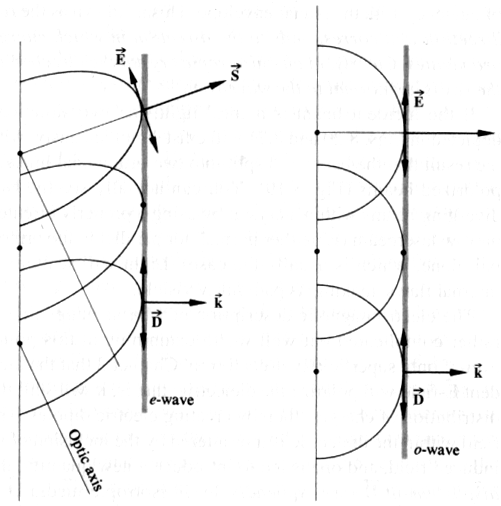 E⃗
S⃗
E⃗
k⃗
D⃗
e-wave
Optic axis
k⃗
D⃗
o-wave